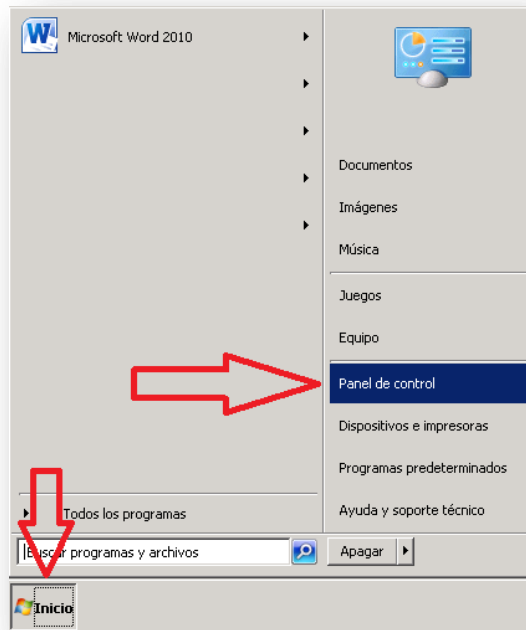 Microsoft Word 2010
Documentos
Imágenes
Música
Juegos
Equipo
Panel de control
Dispositivos e impresoras
Programas predeterminados
Ayuda y soporte técnico
Todos los programas
Buscar programas y archivos
Apagar
Inicio